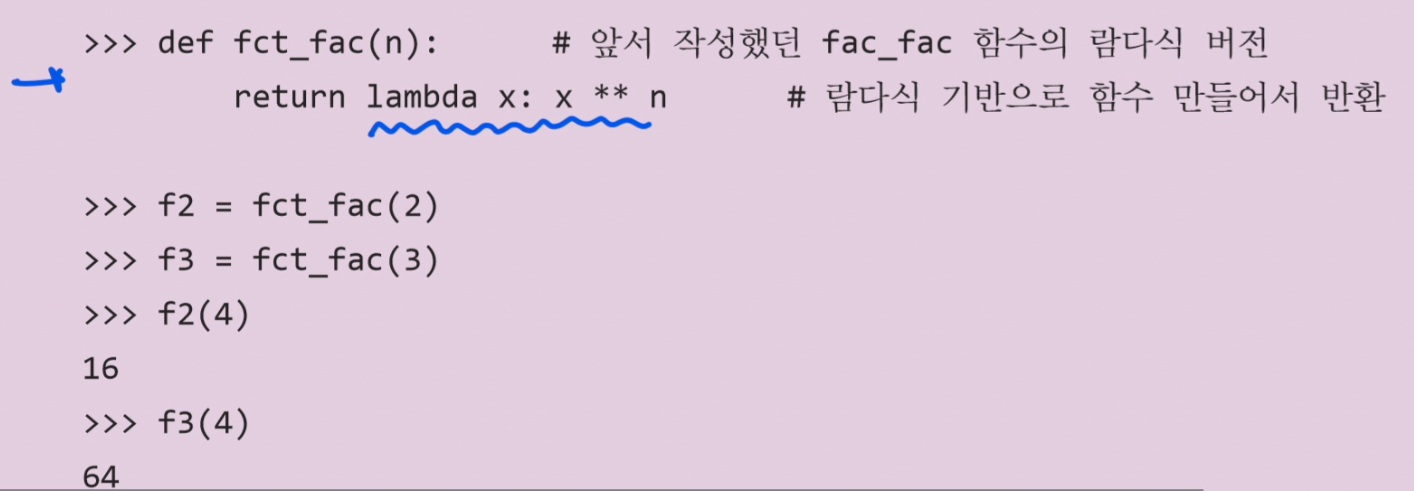 >>> def fct_fac(n):      # 앞서 작성했던 fac_fac 함수의 람다식 버전
        return lambda x: x ** n      # 람다식 기반으로 함수 만들어서 반환
>>> f2 = fct_fac(2)
>>> f3 = fct_fac(3)
>>> f2(4)
16
>>> f3(4)
64